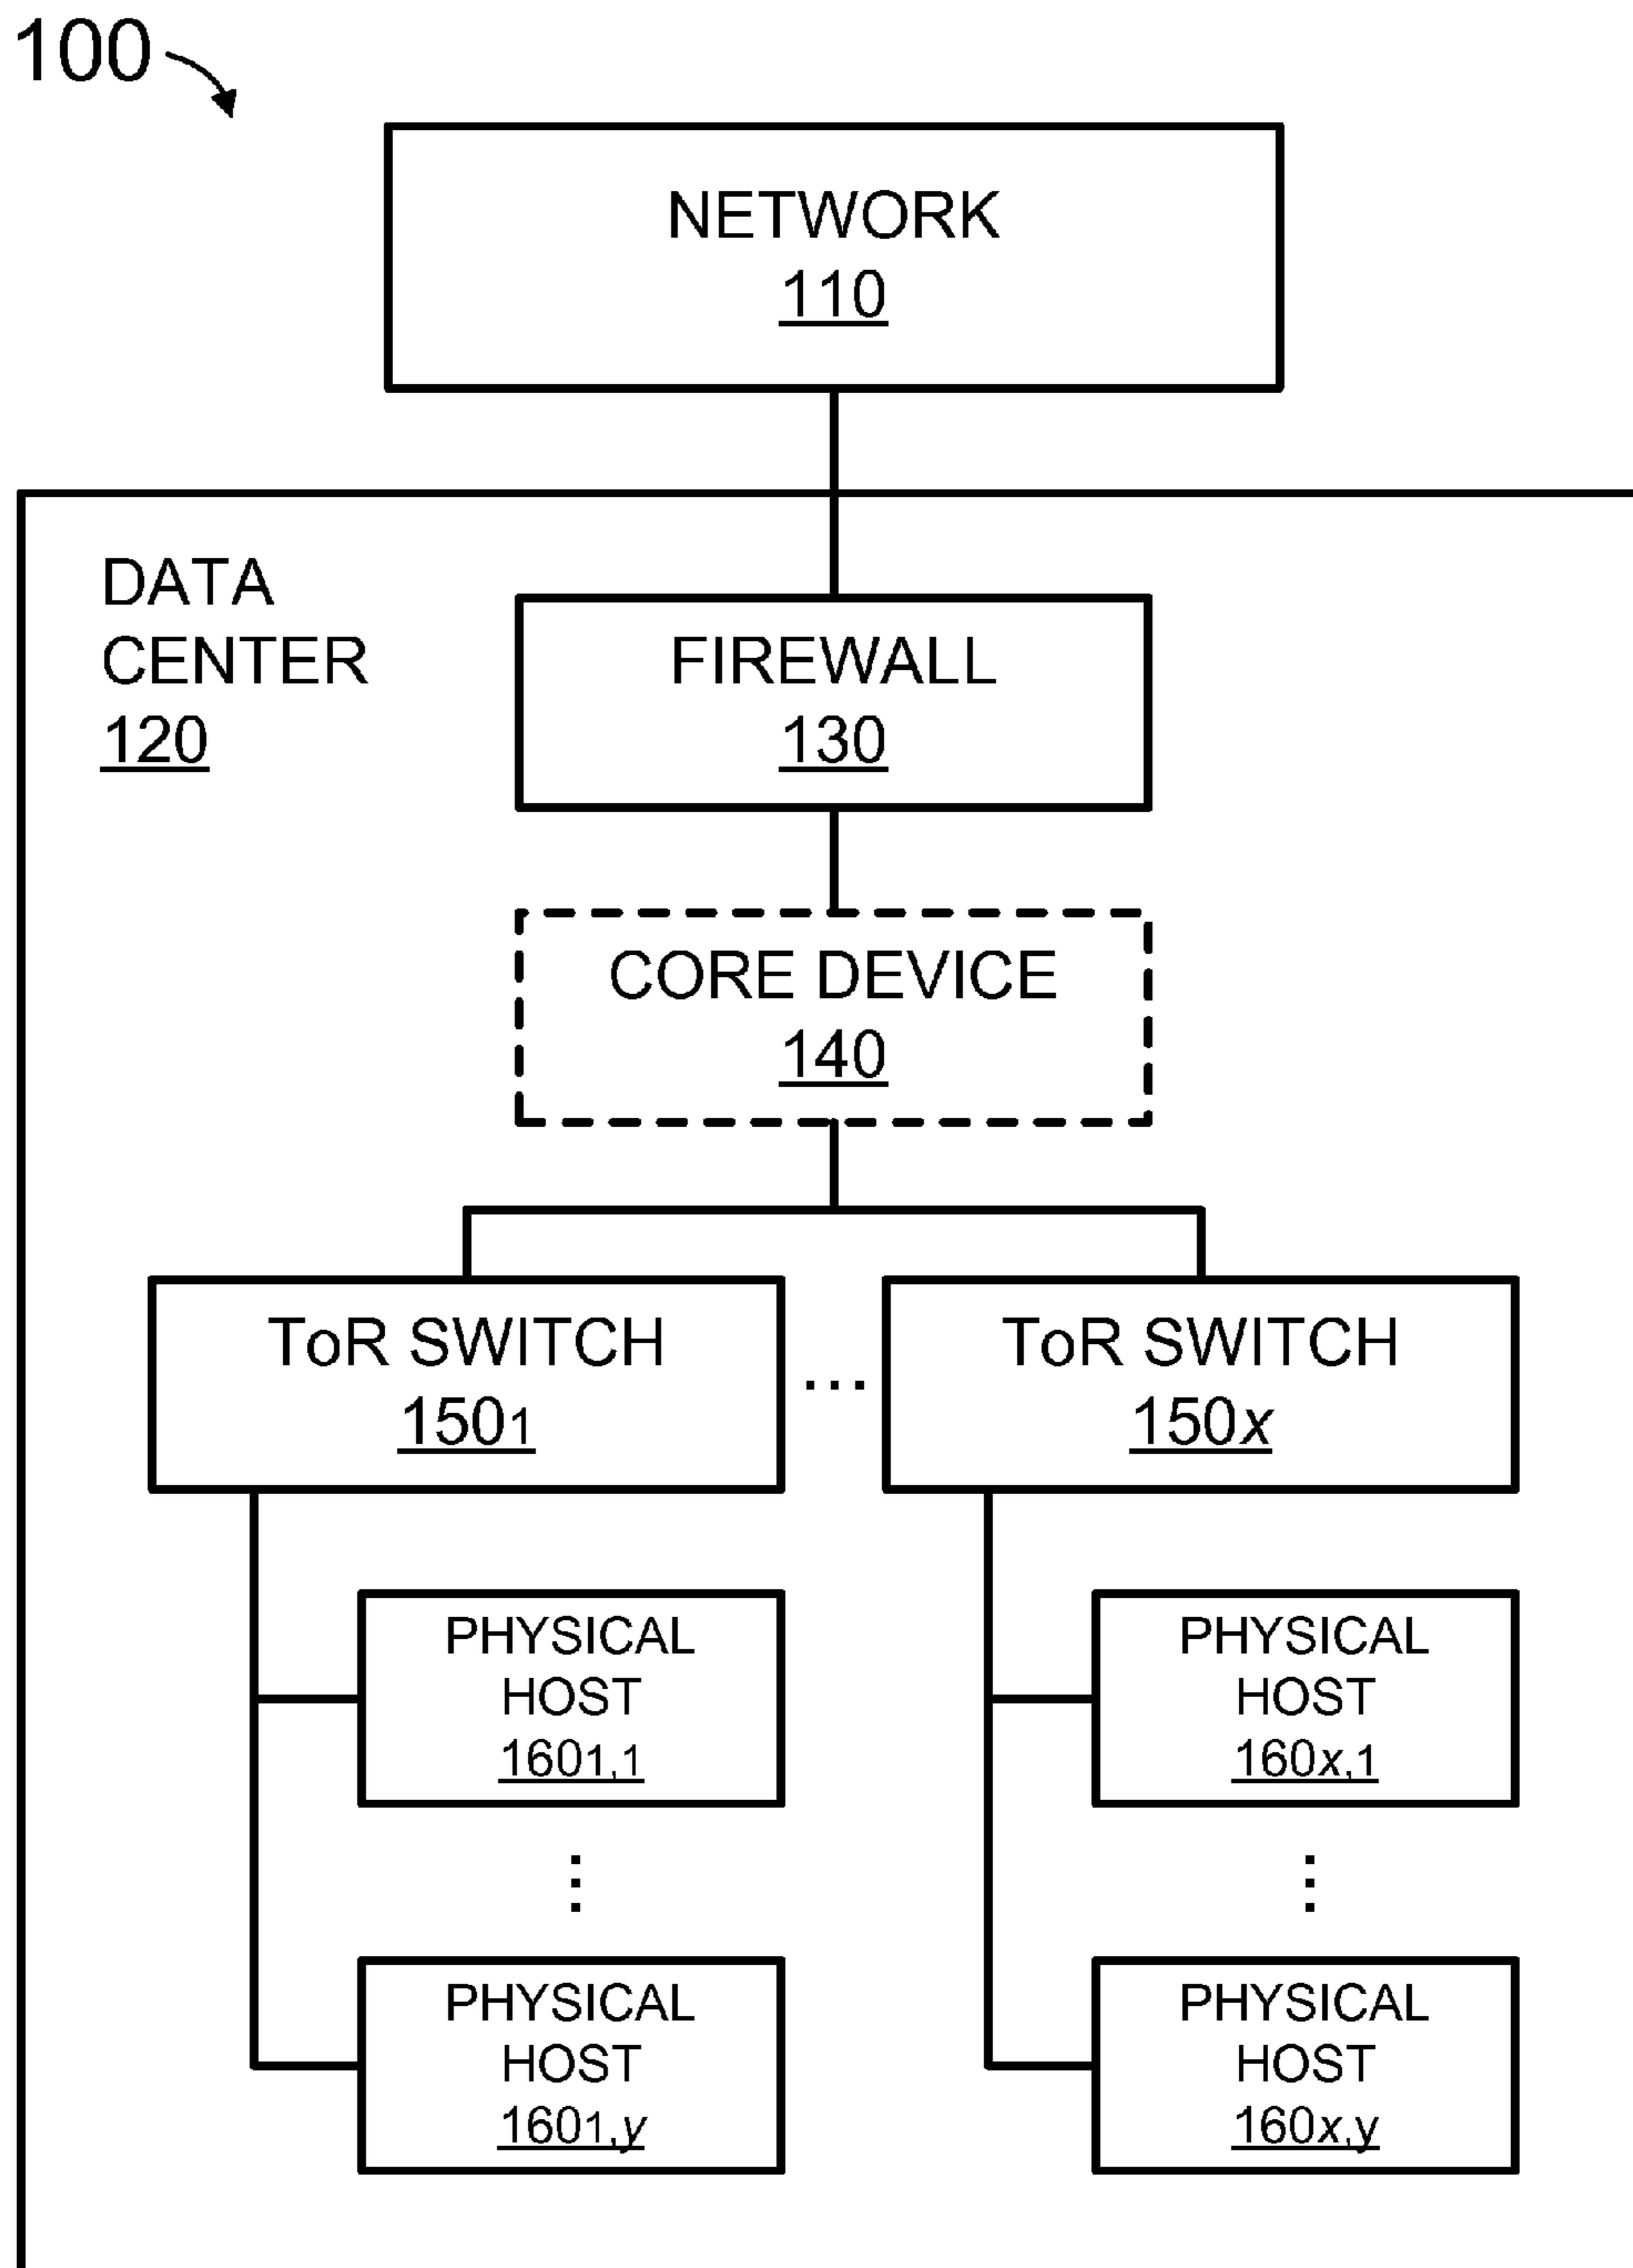 100
NETWORK
110
DATA
CENTER
120
FIREWALL
130
CORE DEVICE
140
ToR SWITCH
1501
...
ToR SWITCH
150x
PHYSICAL
HOST
1601,1
PHYSICAL
HOST
160x,1
PHYSICAL
HOST
1601,y
PHYSICAL
HOST
160x,y